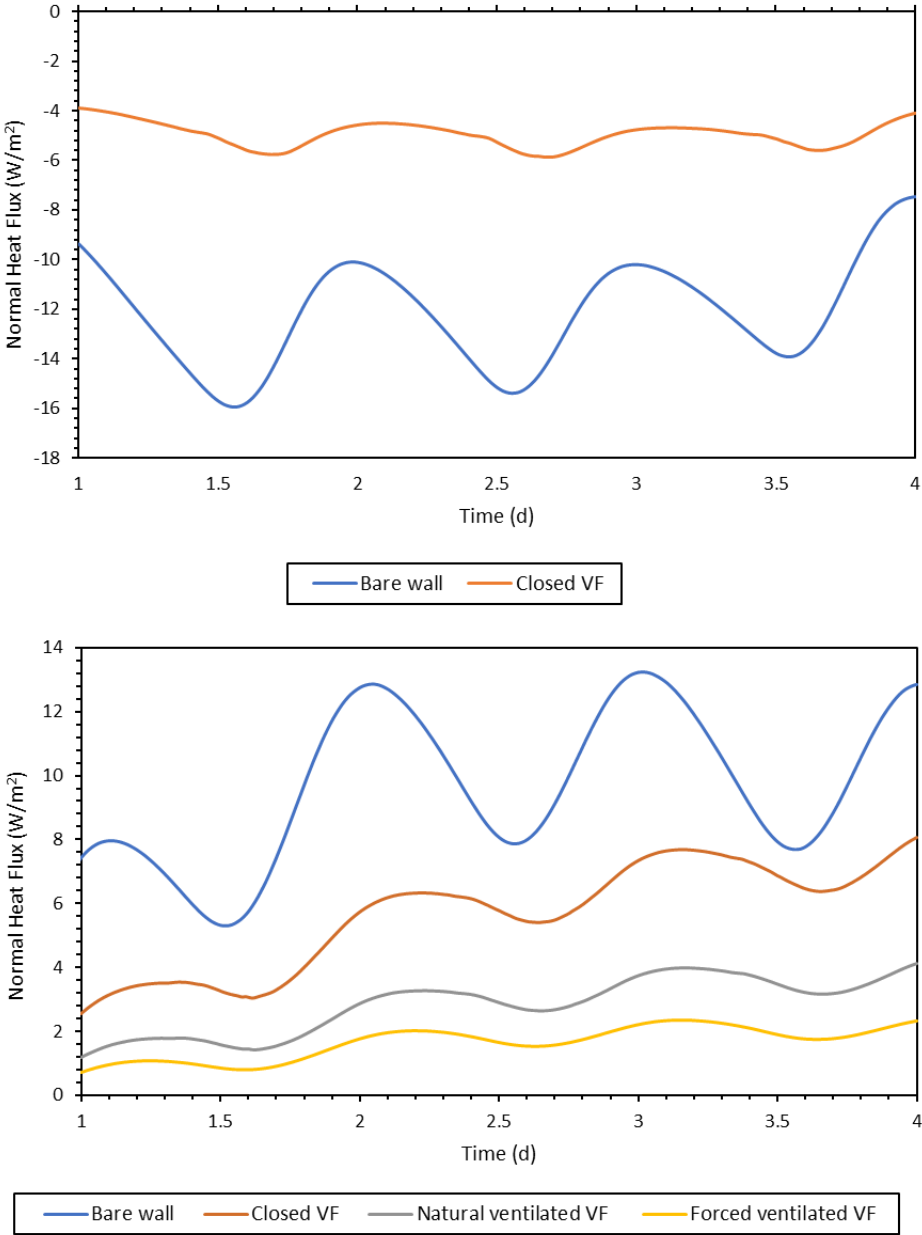 0
-2
-4
-6
-8
-10
-12
-14
-16
-18
Normal Heat Flux (W/m²)
1 1.5 2 2.5 3 3.5 4
Time (d)
Bare wall Closed VF
14
12
10
8
6
4
2
0
Normal Heat Flux (W/m²)
1 1.5 2 2.5 3 3.5 4
Time (d)
Bare wall Closed VF Natural ventilated VF Forced ventilated VF